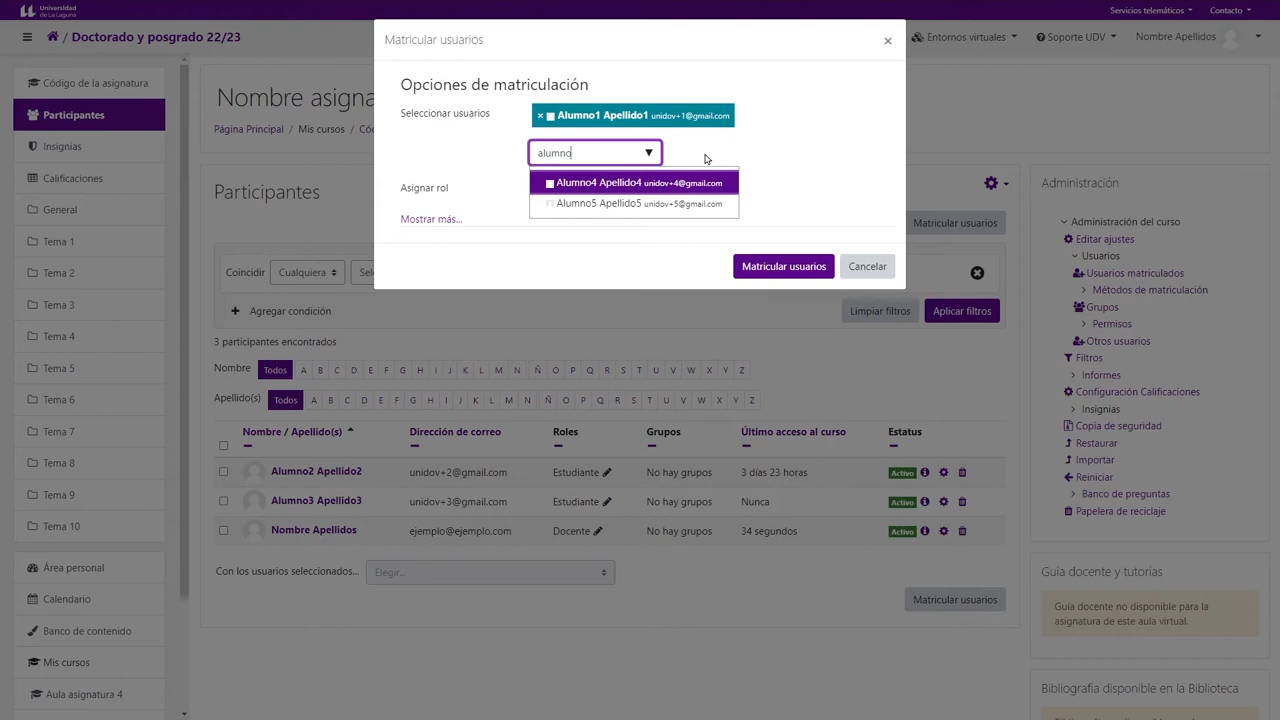 Universidad
de La Laguna
Servicios telemáticos
Contacto
/ Doctorado y posgrado 22/23
Entornos virtuales
Soporte UDV
Nombre Apellidos
Código de la asignatura
Participantes
Insignias
Calificaciones
General
Tema 1
Tema 2
Tema 3
Tema 4
Tema 5
Tema 6
Tema 7
Tema 8
Tema 9
Tema 10
Área personal
Calendario
Banco de contenido
Mis cursos
Aula asignatura 4
Nombre asigna
Página Principal / Mis cursos / Có
Participantes
Matricular usuarios
Matricular usuarios
×
Opciones de matriculación
Seleccionar usuarios
× Alumno1 Apellido1 unidov+1@gmail.com
alumno ▼
Alumno4 Apellido4 unidov+4@gmail.com
Alumno5 Apellido5 unidov+5@gmail.com
Asignar rol
Mostrar más...
Matricular usuarios
Cancelar
Coincidir Cualquiera Sel
+ Agregar condición
Limpiar filtros
Aplicar filtros
3 participantes encontrados
Nombre Todos A B C D E F G H I J K L M N Ñ O P Q R S T U V W X Y Z
Apellido(s) Todos A B C D E F G H I J K L M N Ñ O P Q R S T U V W X Y Z
Nombre / Apellido(s) Dirección de correo Roles Grupos Último acceso al curso Estatus
Alumno2 Apellido2 unidov+2@gmail.com Estudiante No hay grupos 3 días 23 horas Activo
Alumno3 Apellido3 unidov+3@gmail.com Estudiante No hay grupos Nunca Activo
Nombre Apellidos ejemplo@ejemplo.com Docente No hay grupos 34 segundos Activo
Con los usuarios seleccionados... Elegir...
Matricular usuarios
Administración
Administración del curso
Editar ajustes
Usuarios
Usuarios matriculados
Métodos de matriculación
Grupos
Permisos
Otros usuarios
Filtros
Informes
Configuración Calificaciones
Insignias
Copia de seguridad
Restaurar
Importar
Reiniciar
Banco de preguntas
Papelera de reciclaje
Guía docente y tutorias
Guía docente no disponible para la
asignatura de este aula virtual.
Bibliografía disponible en la Biblioteca